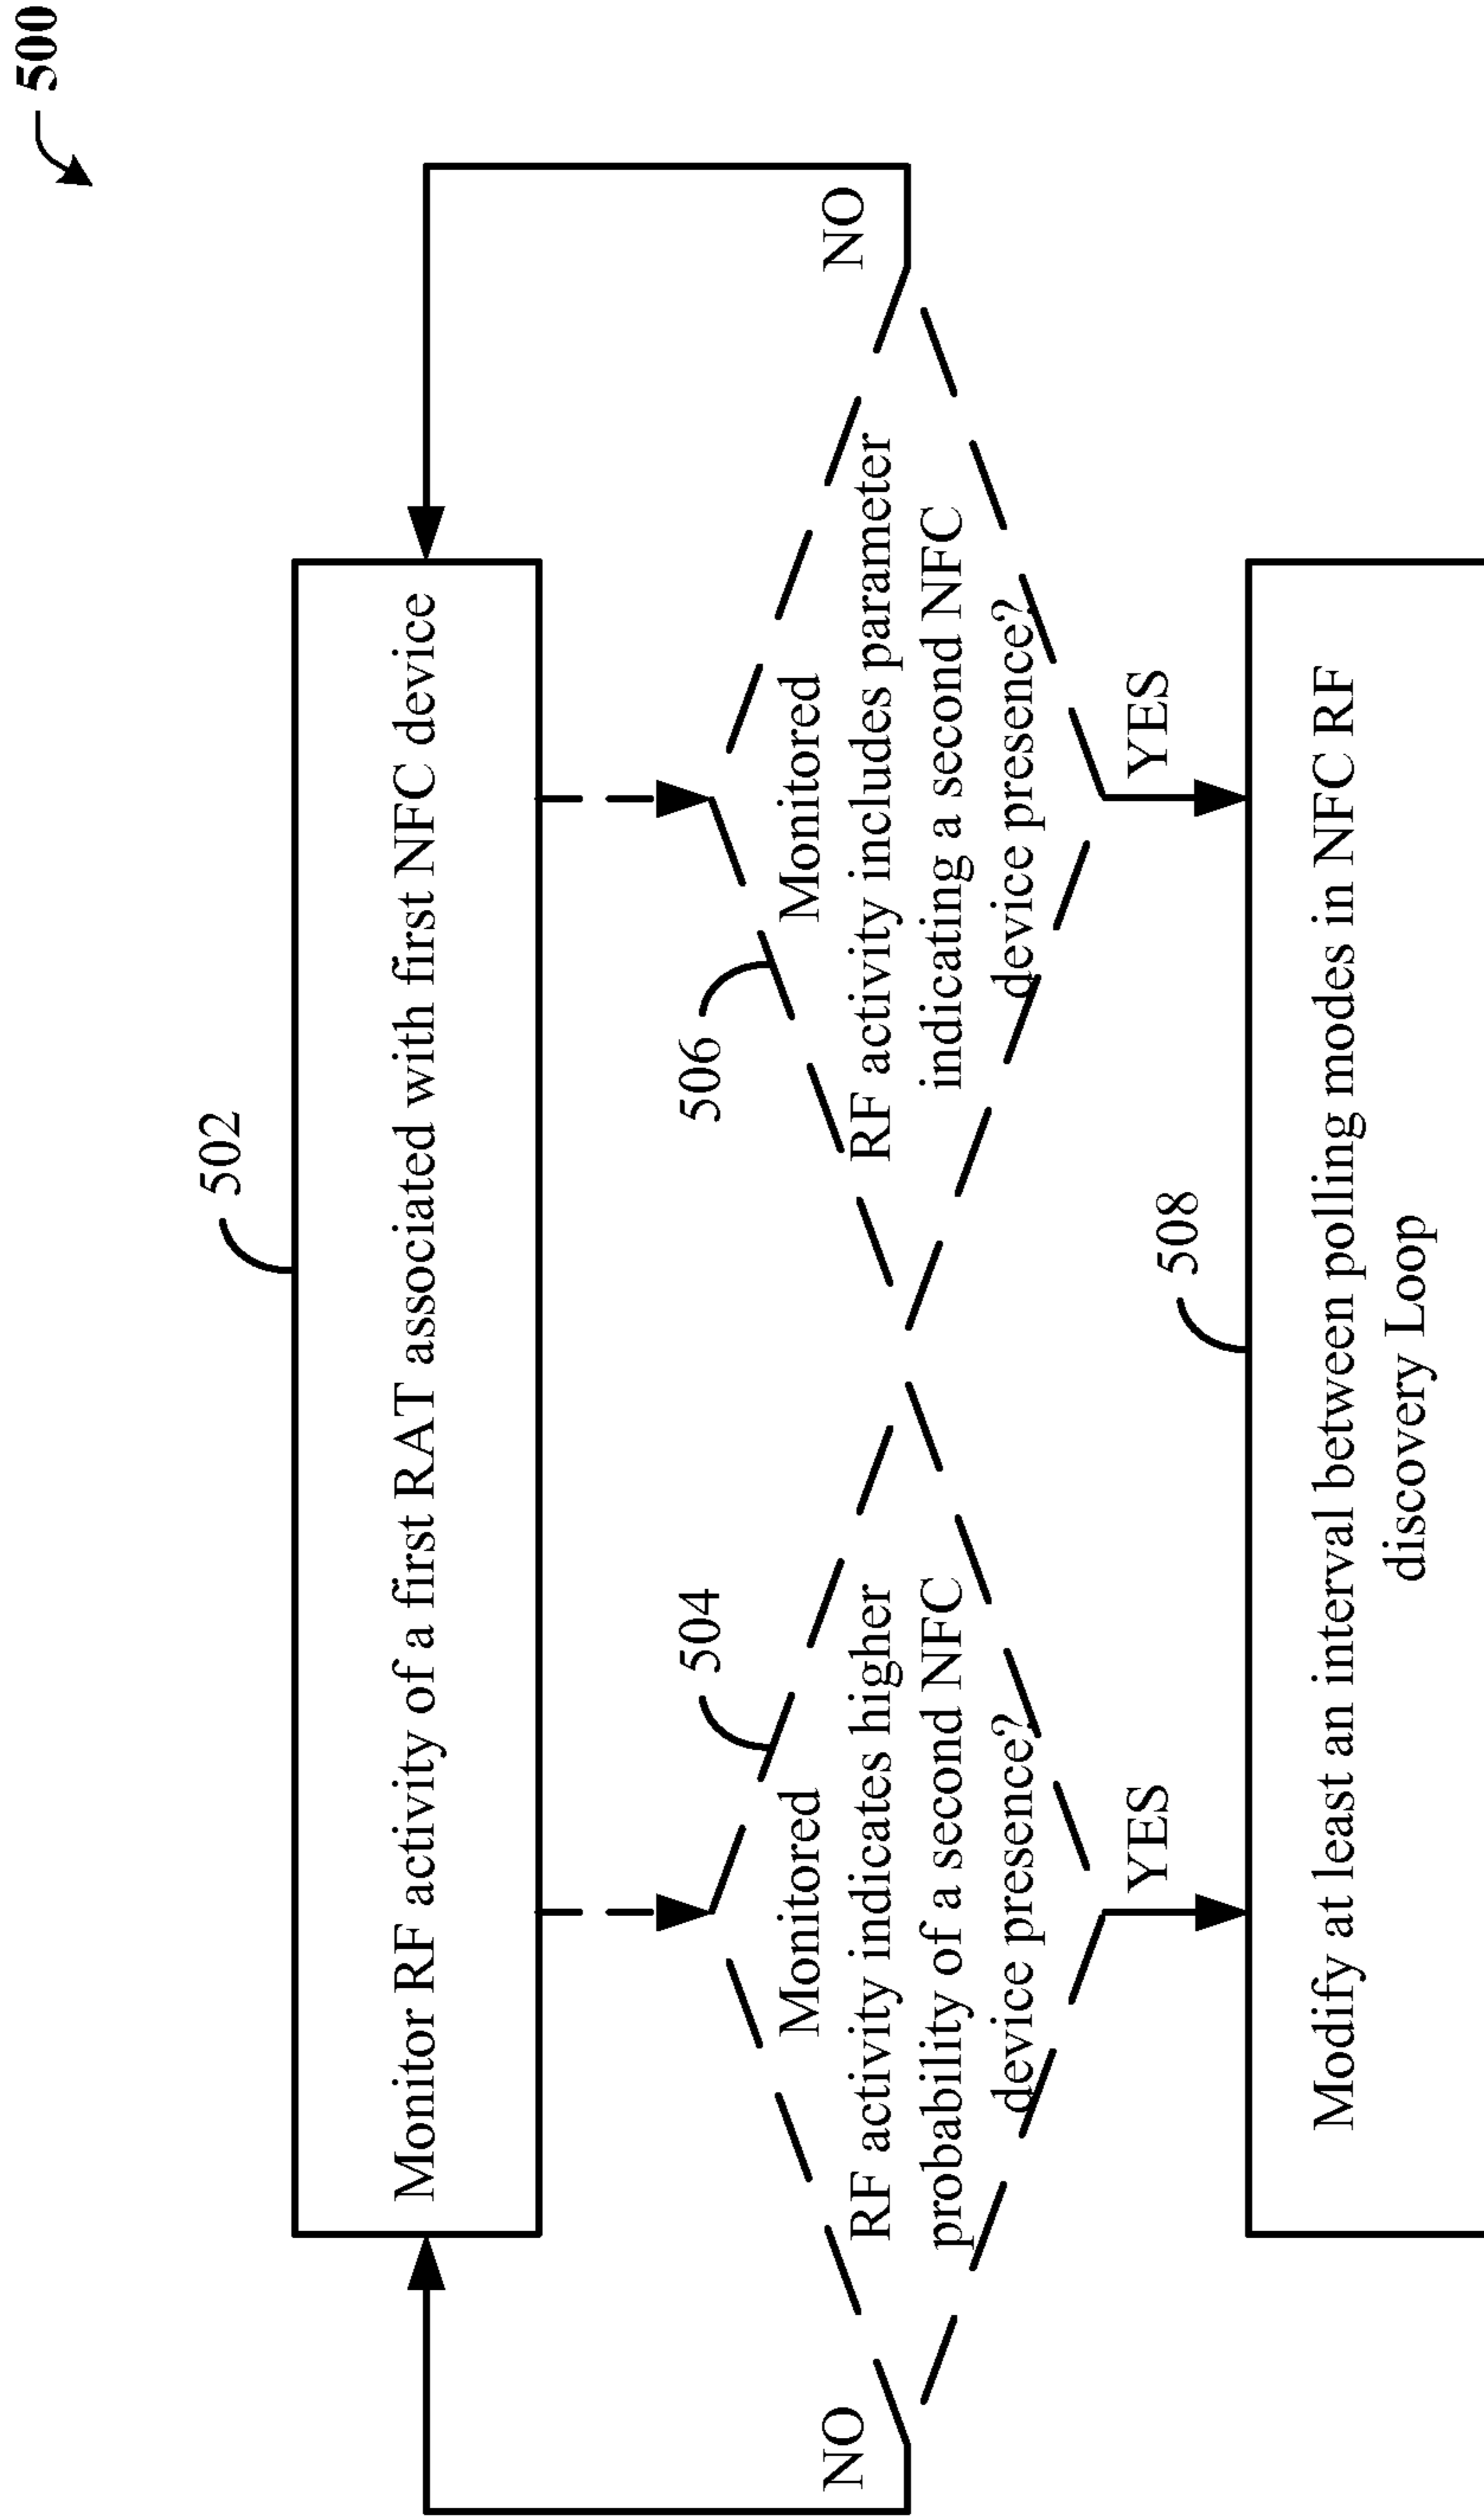 500
502
Monitor RF activity of a first RAT associated with first NFC device
504
Monitored
RF activity indicates higher
probability of a second NFC
device presence?
NO
YES
506
Monitored
RF activity includes parameter
indicating a second NFC
device presence?
NO
YES
508
Modify at least an interval between polling modes in NFC RF
discovery Loop